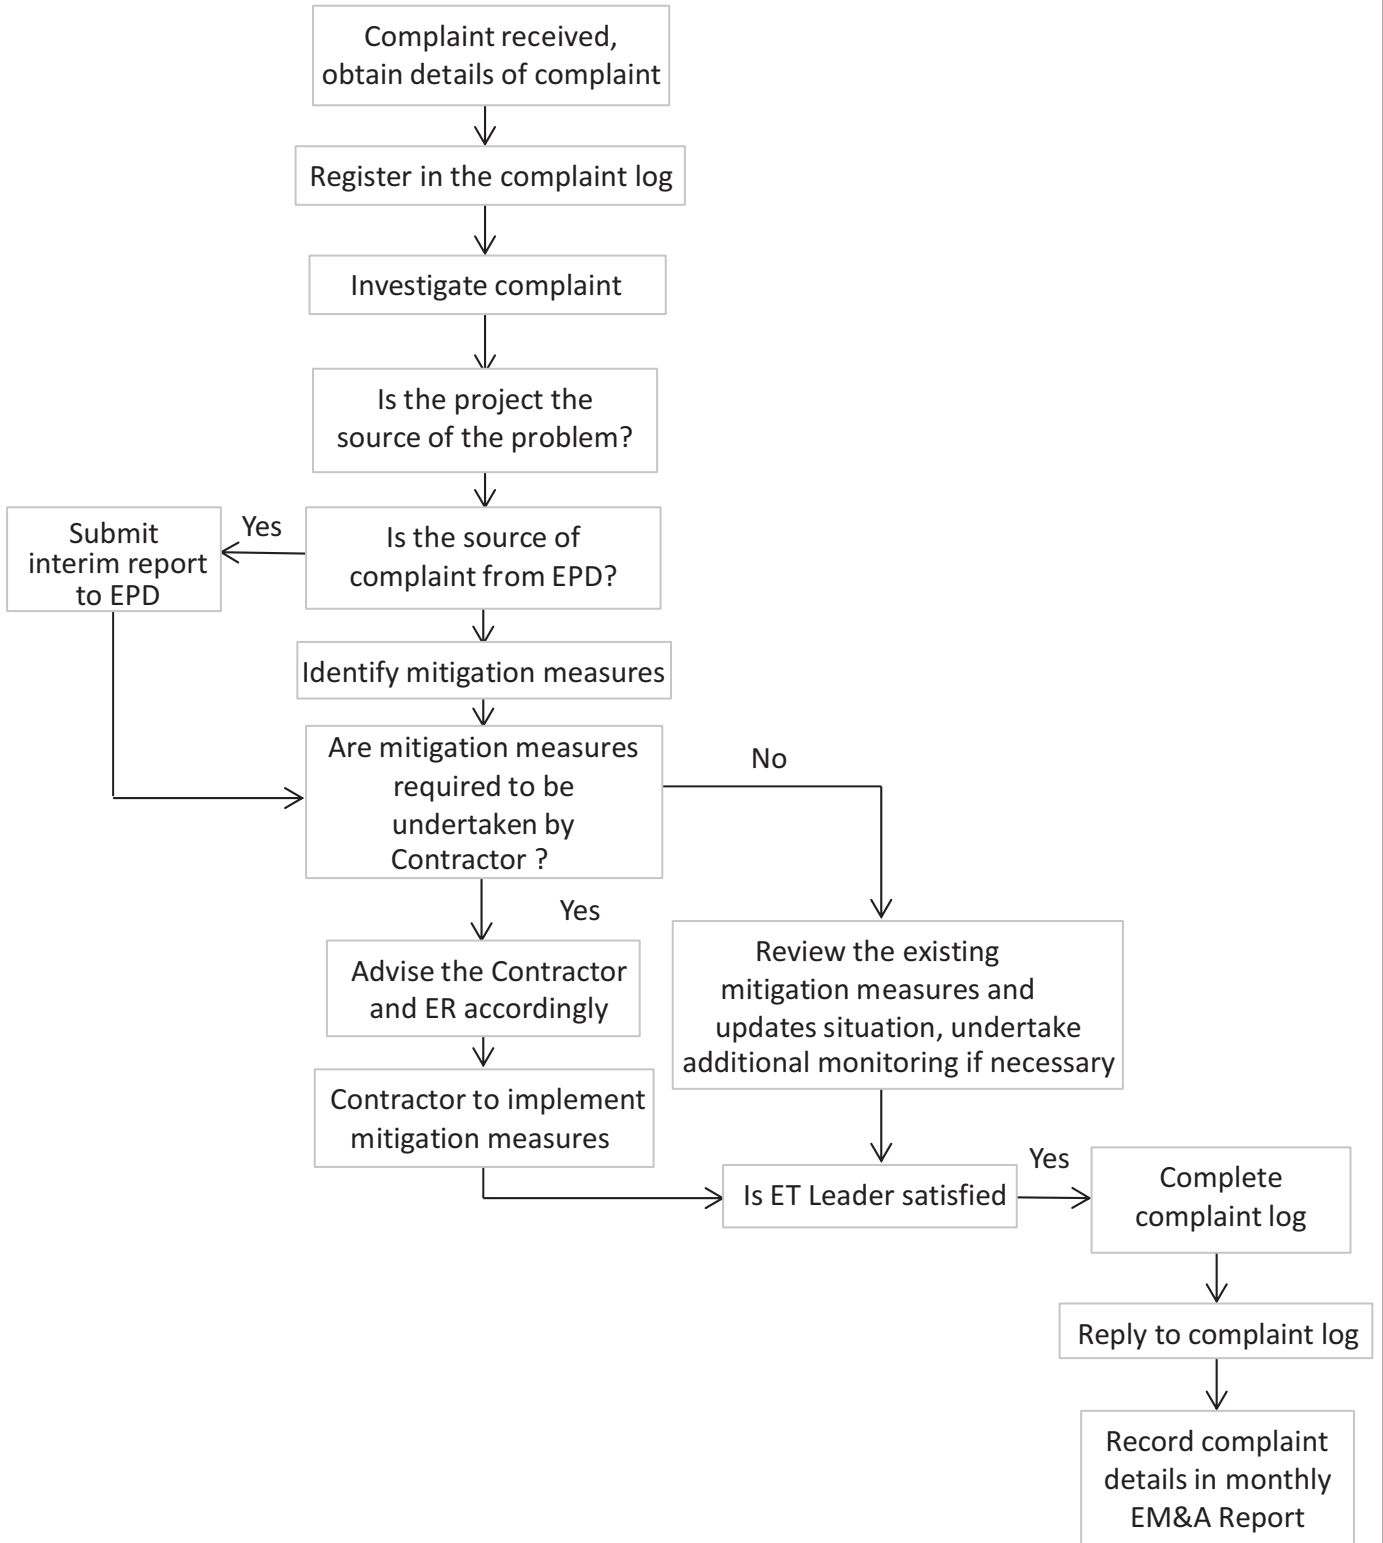 Complaint received,
obtain details of complaint
Register in the complaint log
Investigate complaint
Is the project the
source of the problem?
Submit
interim report
to EPD
Yes
Is the source of
complaint from EPD?
Identify mitigation measures
Are mitigation measures
required to be
undertaken by
Contractor ?
No
Yes
Advise the Contractor
and ER accordingly
Review the existing
mitigation measures and
updates situation, undertake
additional monitoring if necessary
Contractor to implement
mitigation measures
Is ET Leader satisfied
Yes
Complete
complaint log
Reply to complaint log
Record complaint
details in monthly
EM&A Report